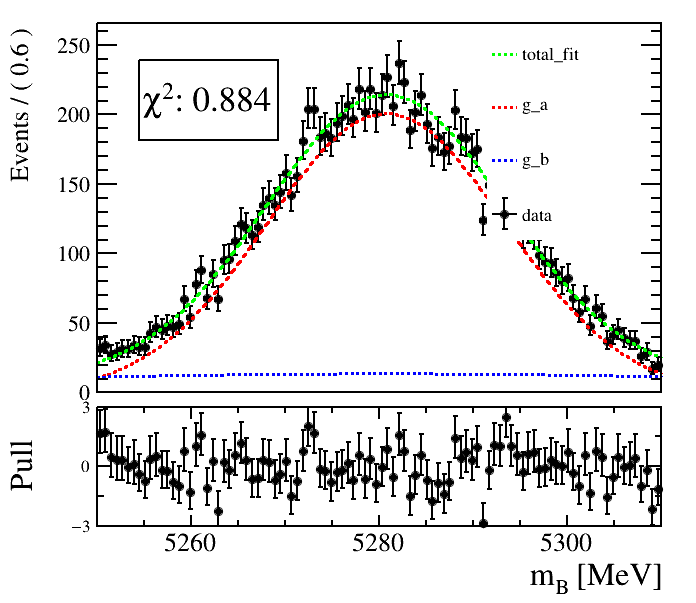 Events / ( 0.6 )
250
200
150
100
50
0
χ²: 0.884
total_fit
g_a
g_b
data
Pull
3
0
−3
5260
5280
5300
m_B [MeV]